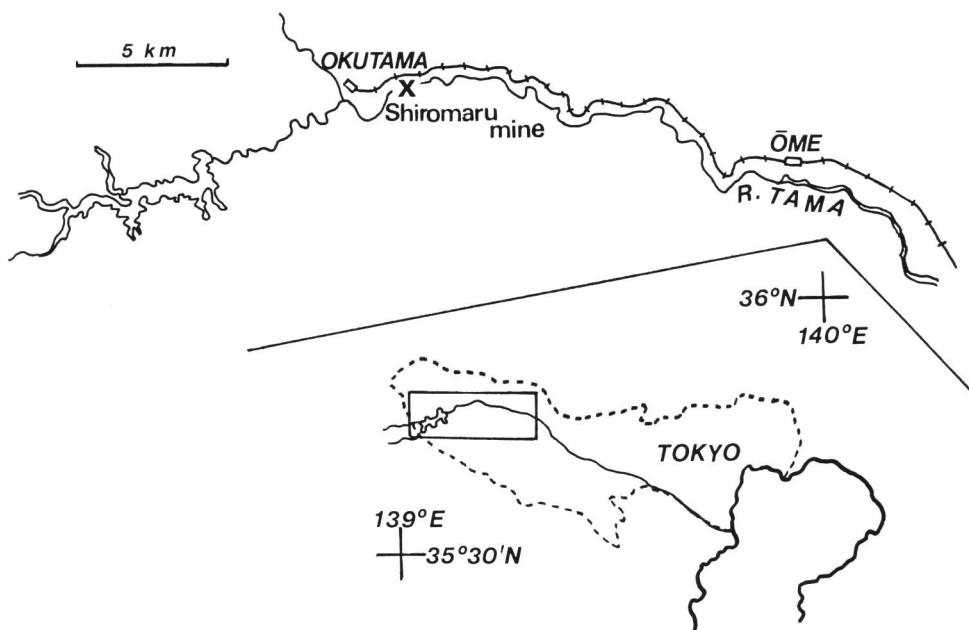 5 km
OKUTAMA
X
Shiromaru
mine
ŌME
R. TAMA
36°N
140°E
TOKYO
139°E
35°30'N